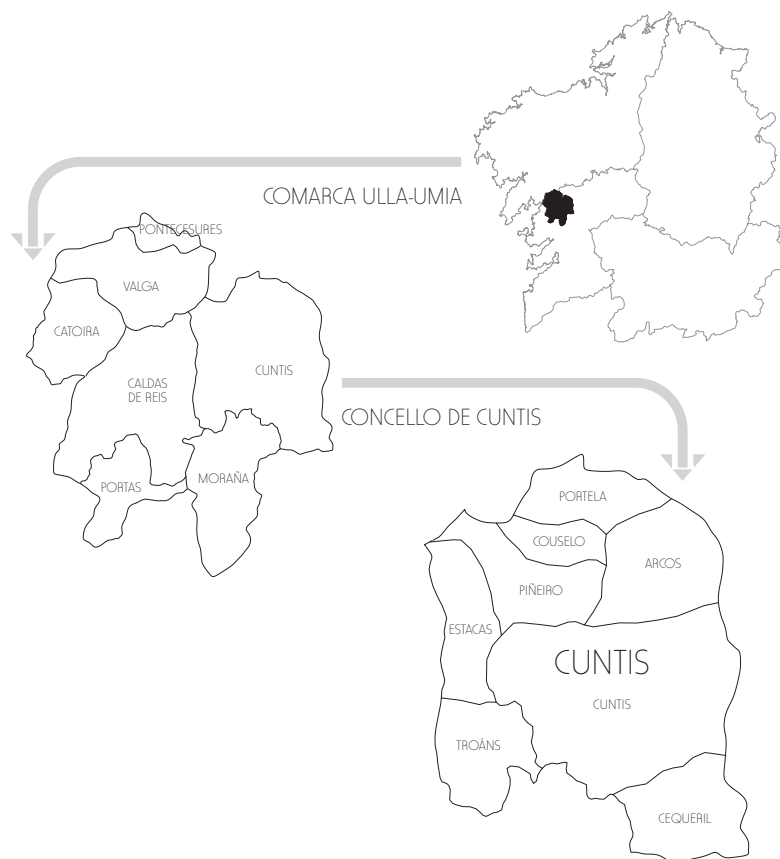 COMARCA ULLA-UMIA
PONTECESURES
VALGA
CATOIRA
CUNTIS
CALDAS
DE REIS
PORTAS
MORAÑA
CONCELLO DE CUNTIS
PORTELA
COUSELO
ARCOS
PIÑEIRO
ESTACAS
CUNTIS
CUNTIS
TROÁNS
CEQUERIL